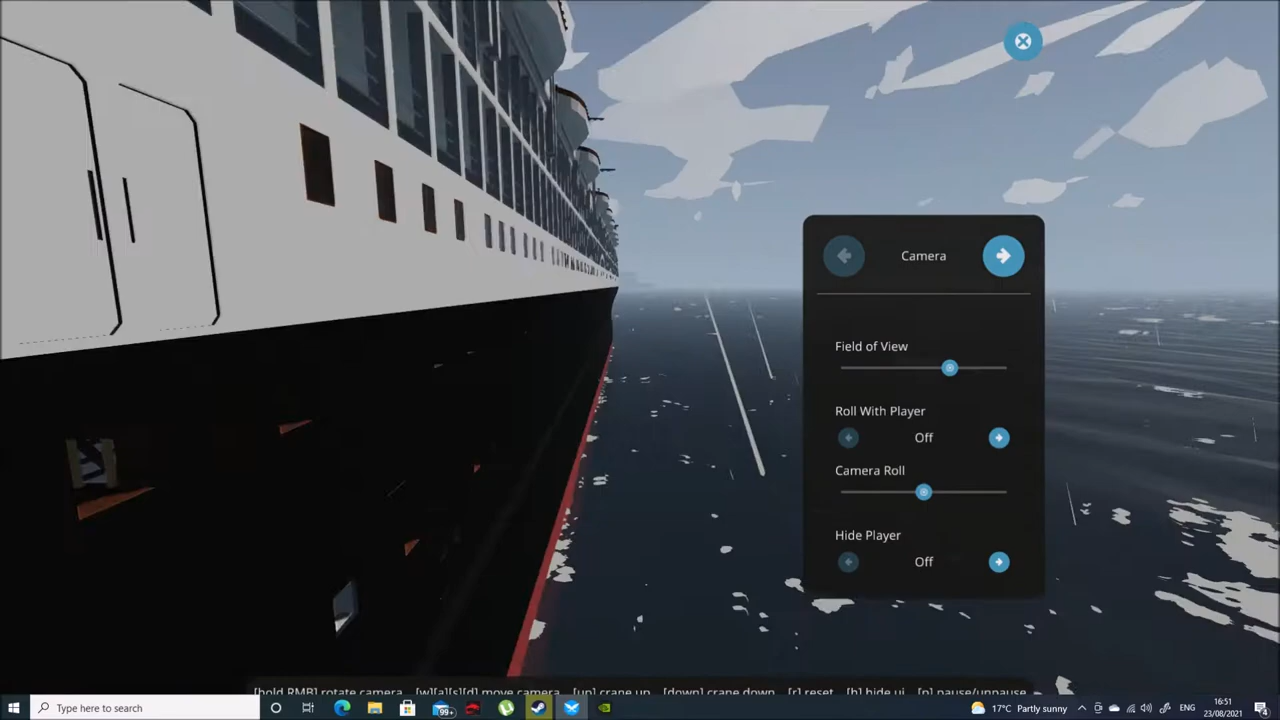 Camera
Field of View
Roll With Player
Off
Camera Roll
Hide Player
Off
[hold RMB] rotate camera [w][a][s][d] move camera [up] crane up [down] crane down [r] reset [h] hide ui [p] pause/unpause
Type here to search
99+
17°C Partly sunny
ENG
16:51
23/08/2021
4